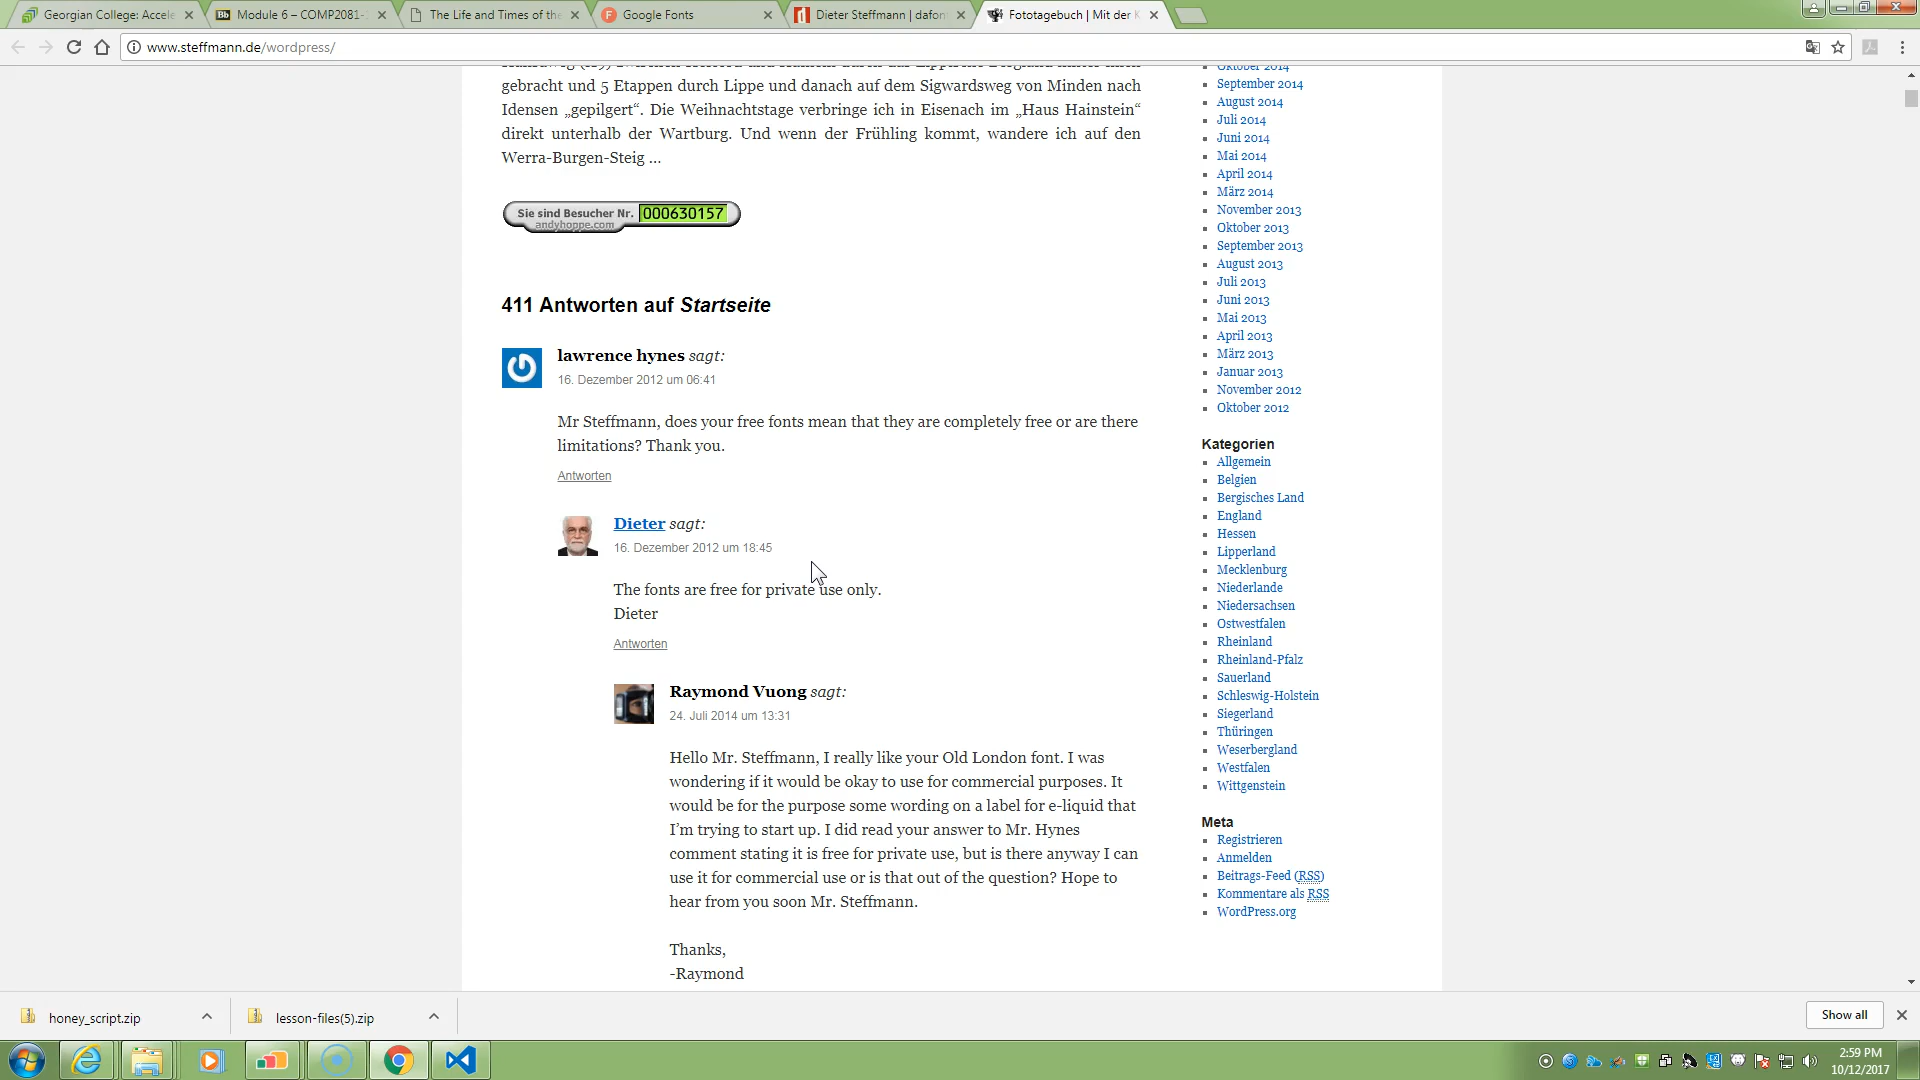 Georgian College: Accele
Module 6 – COMP2081-
The Life and Times of the
Google Fonts
Dieter Steffmann | dafon
Fototagebuch | Mit der K
www.steffmann.de/wordpress/
gebracht und 5 Etappen durch Lippe und danach auf dem Sigwardsweg von Minden nach
Idensen „gepilgert“. Die Weihnachtstage verbringe ich in Eisenach im „Haus Hainstein“
direkt unterhalb der Wartburg. Und wenn der Frühling kommt, wandere ich auf den
Werra-Burgen-Steig ...
Sie sind Besucher Nr. 000630157
andyhoppe.com
411 Antworten auf Startseite
lawrence hynes sagt:
16. Dezember 2012 um 06:41
Mr Steffmann, does your free fonts mean that they are completely free or are there
limitations? Thank you.
Antworten
Dieter sagt:
16. Dezember 2012 um 18:45
The fonts are free for private use only.
Dieter
Antworten
Raymond Vuong sagt:
24. Juli 2014 um 13:31
Hello Mr. Steffmann, I really like your Old London font. I was
wondering if it would be okay to use for commercial purposes. It
would be for the purpose some wording on a label for e-liquid that
I’m trying to start up. I did read your answer to Mr. Hynes
comment stating it is free for private use, but is there anyway I can
use it for commercial use or is that out of the question? Hope to
hear from you soon Mr. Steffmann.
Thanks,
-Raymond
Oktober 2014
September 2014
August 2014
Juli 2014
Juni 2014
Mai 2014
April 2014
März 2014
November 2013
Oktober 2013
September 2013
August 2013
Juli 2013
Juni 2013
Mai 2013
April 2013
März 2013
Januar 2013
November 2012
Oktober 2012
Kategorien
Allgemein
Belgien
Bergisches Land
England
Hessen
Lipperland
Mecklenburg
Niederlande
Niedersachsen
Ostwestfalen
Rheinland
Rheinland-Pfalz
Sauerland
Schleswig-Holstein
Siegerland
Thüringen
Weserbergland
Westfalen
Wittgenstein
Meta
Registrieren
Anmelden
Beitrags-Feed (RSS)
Kommentare als RSS
WordPress.org
honey_script.zip
lesson-files(5).zip
Show all
2:59 PM
10/12/2017